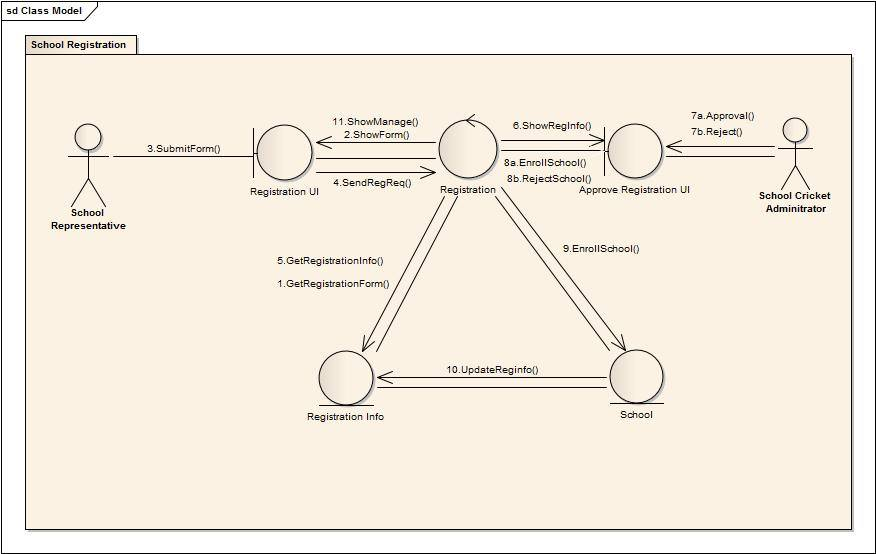 sd Class Model
School Registration
11.ShowManage()
2.ShowForm()
6.ShowRegInfo()
7a.Approval()
7b.Reject()
3.SubmitForm()
8a.EnrollSchool()
4.SendRegReq()
8b.RejectSchool()
Registration UI
Registration
Approve Registration UI
School Cricket
Adminitrator
School
Representative
9.EnrollSchool()
5.GetRegistrationInfo()
1.GetRegistrationForm()
10.UpdateReginfo()
Registration Info
School